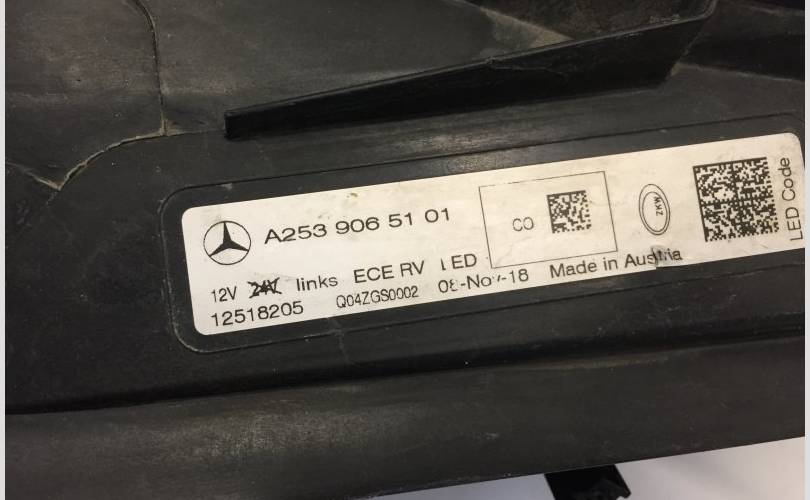 A253 906 51 01
CO
ZKW
LED Code
12V 24V links ECE RV LED
12518205 Q04ZGS0002 08-Nov-18 Made in Austria